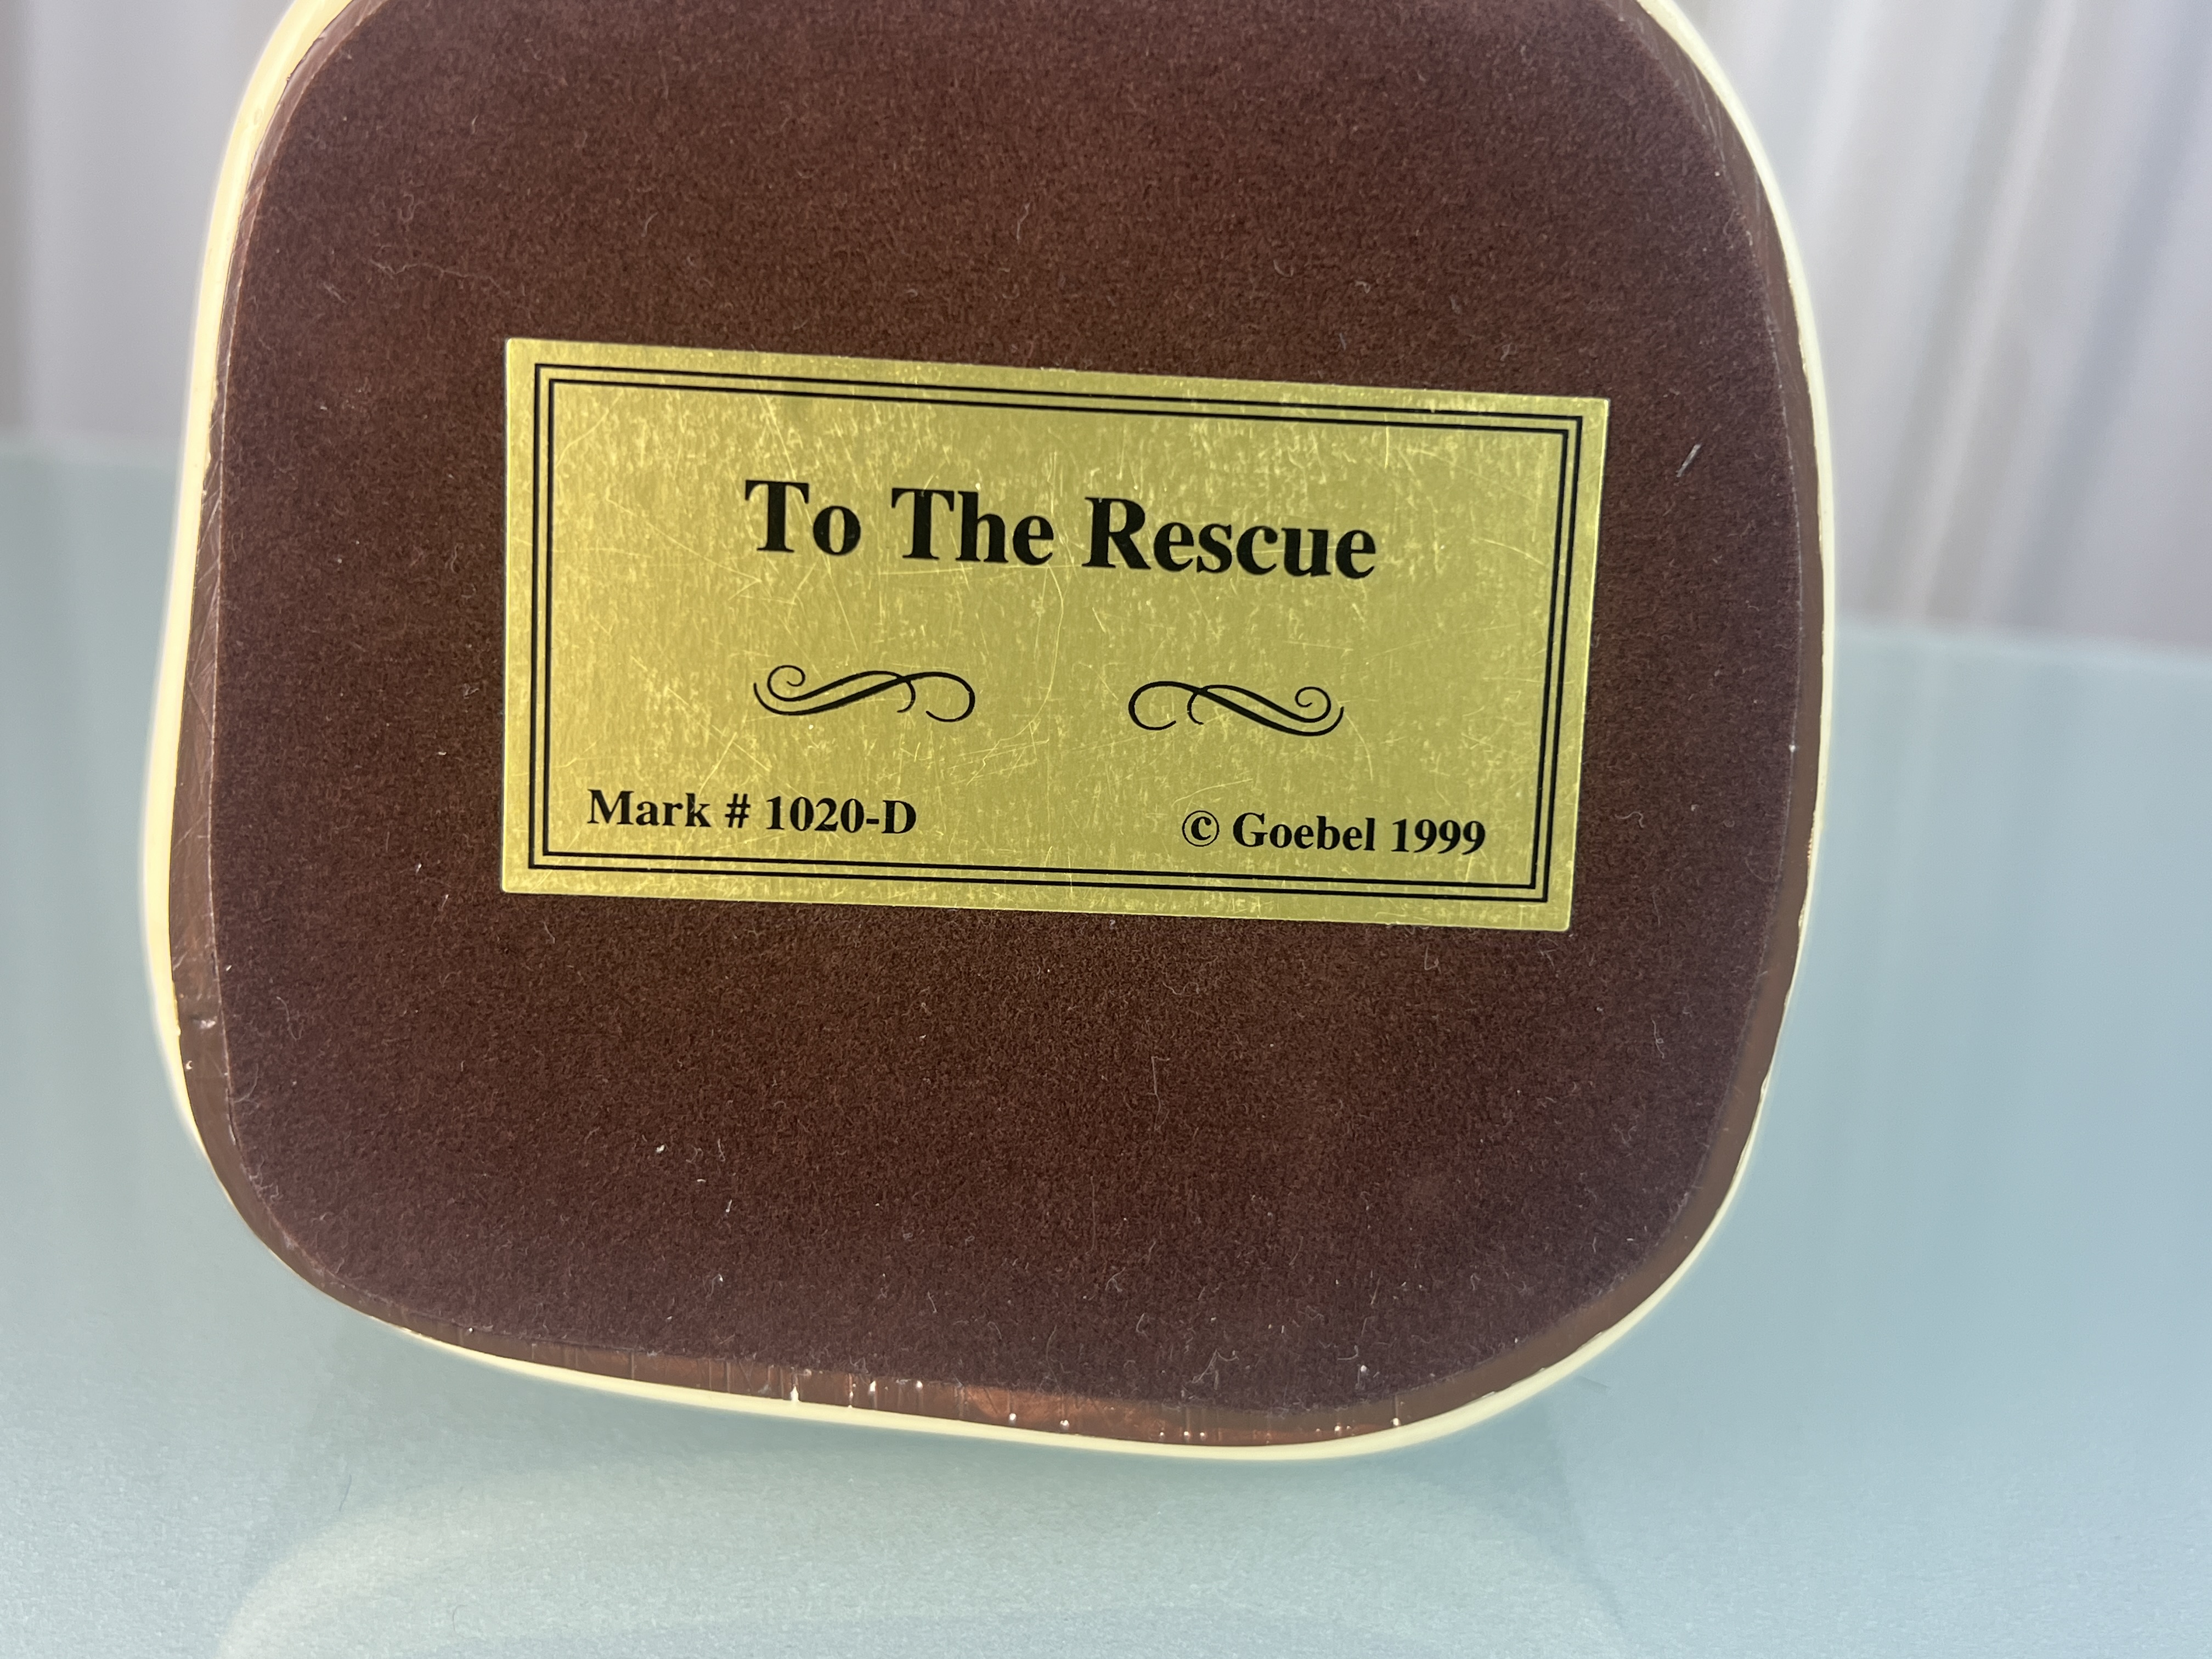 To The Rescue
Mark # 1020-D
© Goebel 1999